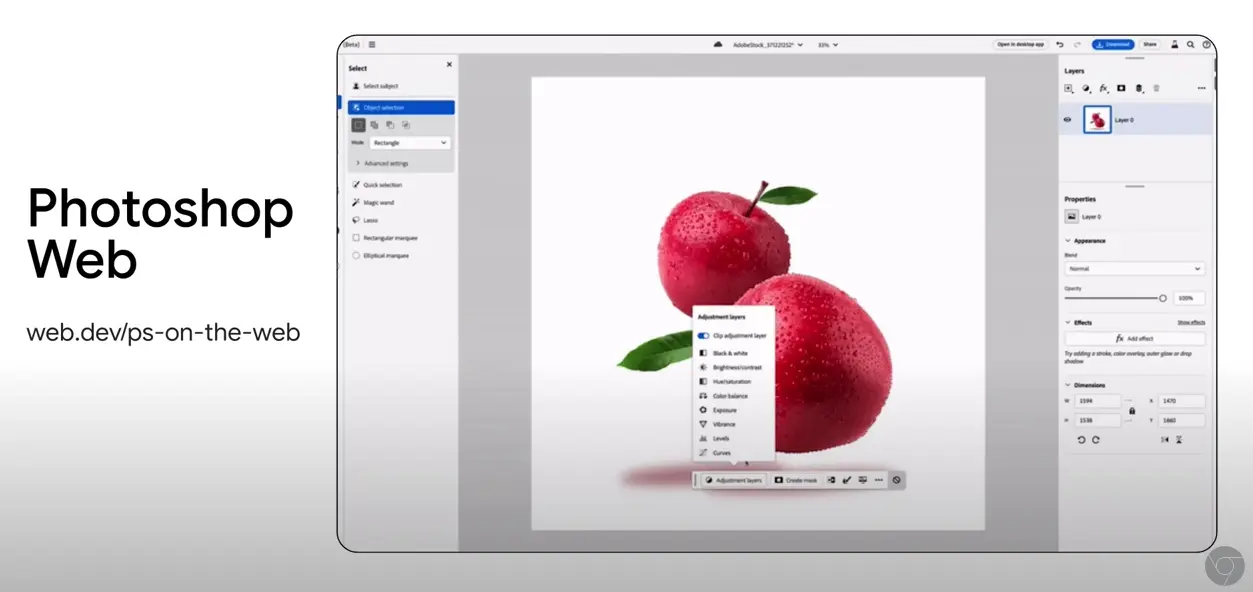 Photoshop
Web
web.dev/ps-on-the-web
(Beta)
33%
Open in desktop app
Download
Share
Select
Select subject
Object selection
Mode
Rectangle
Advanced settings
Quick selection
Magic wand
Lasso
Rectangular marquee
Elliptical marquee
Adjustment layers
Clip adjustment layer
Black & white
Brightness/contrast
Hue/saturation
Color balance
Exposure
Vibrance
Levels
Curves
Adjustment layers
Create mask
Layers
Layer 0
Properties
Layer 0
Appearance
Blend
Normal
Opacity
100%
Effects
Show effects
fx Add effect
Try adding a stroke, color overlay, outer glow or drop
shadow
Dimensions
W 1594 X 1470
H 1538 Y 1660